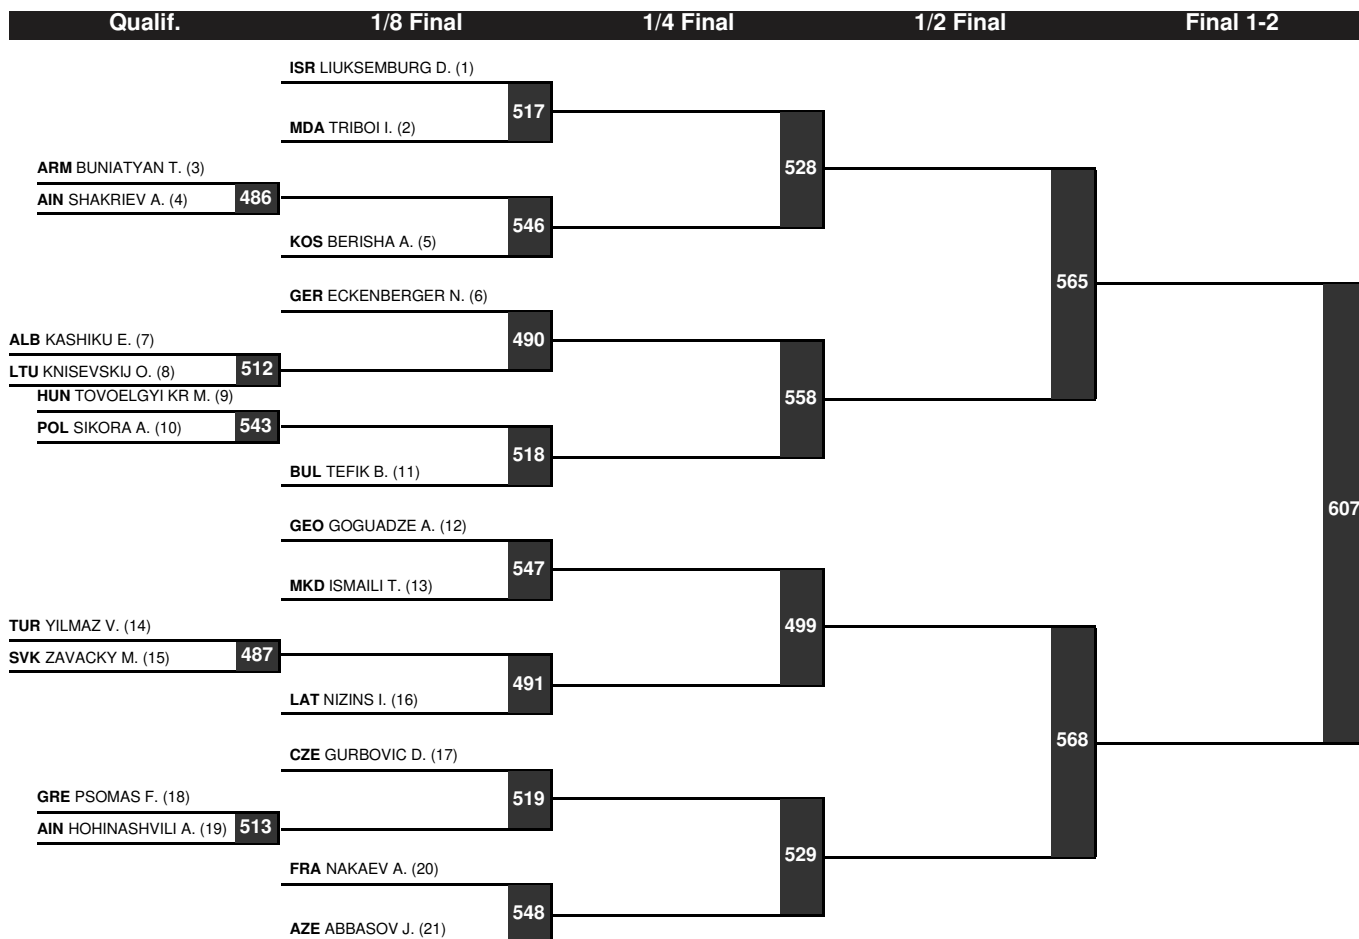 Qualif. 1/8 Final 1/4 Final 1/2 Final Final 1-2
ISR LIUKSEMBURG D. (1)
517
MDA TRIBOI I. (2)
ARM BUNIATYAN T. (3)
528
AIN SHAKRIEV A. (4) 486
546
KOS BERISHA A. (5)
565
GER ECKENBERGER N. (6)
ALB KASHIKU E. (7)
490
LTU KNISEVSKIJ O. (8) 512
HUN TOVOELGYI KR M. (9)
558
POL SIKORA A. (10) 543
518
BUL TEFIK B. (11)
607
GEO GOGUADZE A. (12)
547
MKD ISMAILI T. (13)
TUR YILMAZ V. (14)
499
SVK ZAVACKY M. (15) 487
491
LAT NIZINS I. (16)
568
CZE GURBOVIC D. (17)
GRE PSOMAS F. (18)
519
AIN HOHINASHVILI A. (19) 513
529
FRA NAKAEV A. (20)
548
AZE ABBASOV J. (21)